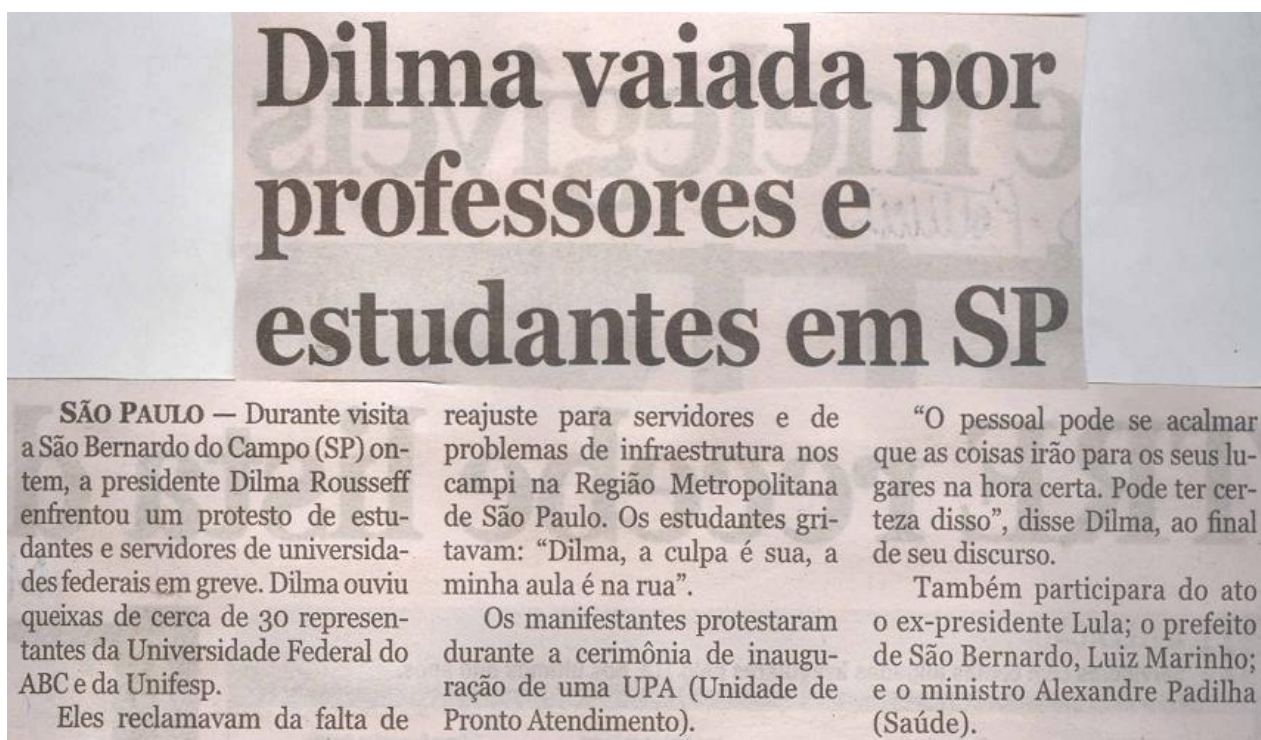 Dilma vaiada por
professores e
estudantes em SP
SÃO PAULO — Durante visita
a São Bernardo do Campo (SP) on-
tem, a presidente Dilma Rousseff
enfrentou um protesto de estu-
dantes e servidores de universida-
des federais em greve. Dilma ouviu
queixas de cerca de 30 represen-
tantes da Universidade Federal do
ABC e da Unifesp.
Eles reclamavam da falta de
reajuste para servidores e de
problemas de infraestrutura nos
campi na Região Metropolitana
de São Paulo. Os estudantes gri-
tavam: “Dilma, a culpa é sua, a
minha aula é na rua”.
Os manifestantes protestaram
durante a cerimônia de inaugu-
ração de uma UPA (Unidade de
Pronto Atendimento).
“O pessoal pode se acalmar
que as coisas irão para os seus lu-
gares na hora certa. Pode ter cer-
teza disso”, disse Dilma, ao final
de seu discurso.
Também participara do ato
o ex-presidente Lula; o prefeito
de São Bernardo, Luiz Marinho;
e o ministro Alexandre Padilha
(Saúde).